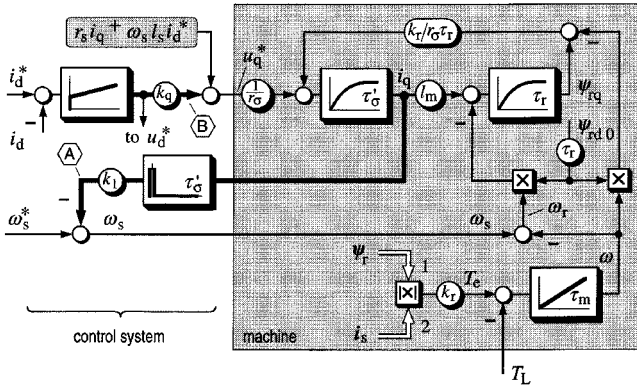 r_s i_q + ω_s l_s i_d*
k_r/r_σ τ_r
u_q*
i_d*
k_q
1/r_σ
i_q
τ'_σ
l_m
τ_r
ψ_rq
i_d
B
to u_d*
ψ_rd 0
τ_r
A
k_1
τ'_σ
ω_r
ω_s*
ω_s
ω_s
ω
ψ_r
1
|x|
k_r
T_e
τ_m
i_s
2
control system
machine
T_L